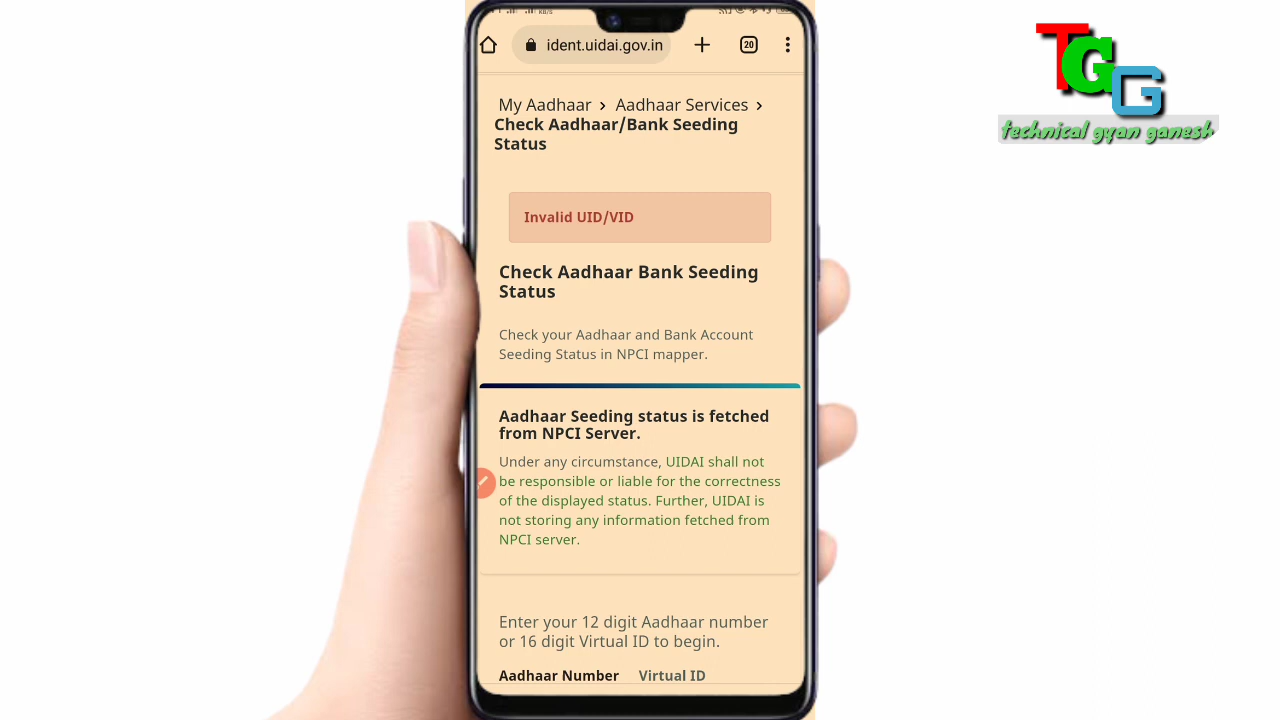 KB/S
ident.uidai.gov.in
20
My Aadhaar › Aadhaar Services ›
Check Aadhaar/Bank Seeding
Status
Invalid UID/VID
Check Aadhaar Bank Seeding
Status
Check your Aadhaar and Bank Account
Seeding Status in NPCI mapper.
Aadhaar Seeding status is fetched
from NPCI Server.
Under any circumstance, UIDAI shall not
be responsible or liable for the correctness
of the displayed status. Further, UIDAI is
not storing any information fetched from
NPCI server.
Enter your 12 digit Aadhaar number
or 16 digit Virtual ID to begin.
Aadhaar Number Virtual ID
TGG
technical gyan ganesh